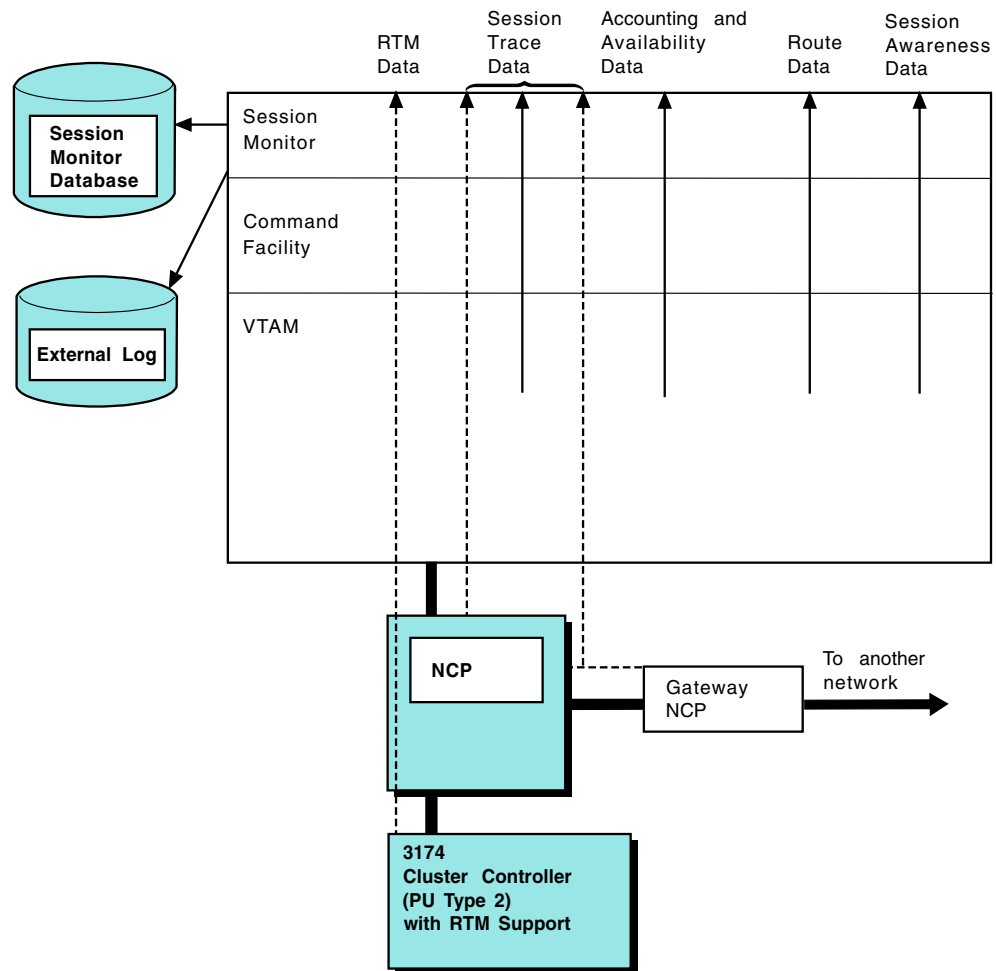 RTM
Data
Session
Trace
Data
Accounting and
Availability
Data
Route
Data
Session
Awareness
Data
Session
Monitor
Database
Session
Monitor
Command
Facility
External Log
VTAM
NCP
Gateway
NCP
To another
network
3174
Cluster Controller
(PU Type 2)
with RTM Support